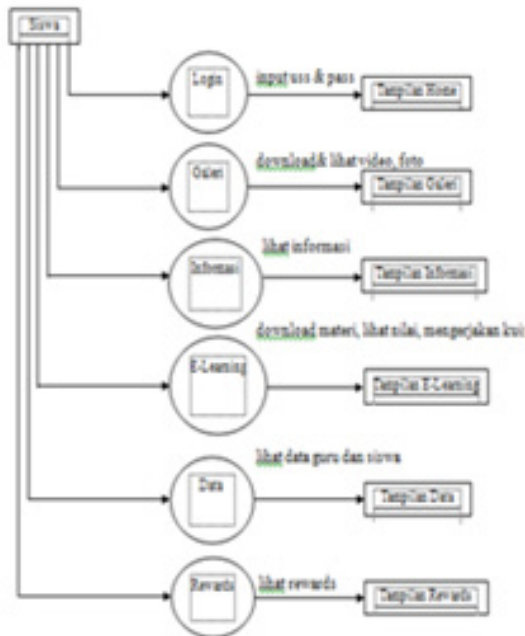 Siswa
Login
input uss & pass
Tampilan Home
Galeri
download & lihat video, foto
Tampilan Galeri
Informasi
lihat informasi
Tampilan Informasi
download materi, lihat nilai, mengerjakan kui
E-Learning
Tampilan E-Learning
lihat data guru dan siswa
Data
Tampilan Data
Rewards
lihat rewards
Tampilan Rewards